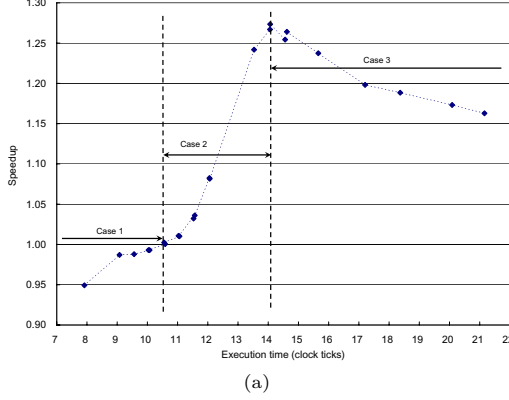 1.30
1.25
1.20
1.15
1.10
1.05
1.00
0.95
0.90
Speedup
Case 1
Case 2
Case 3
7 8 9 10 11 12 13 14 15 16 17 18 19 20 21 22
Execution time (clock ticks)
(a)